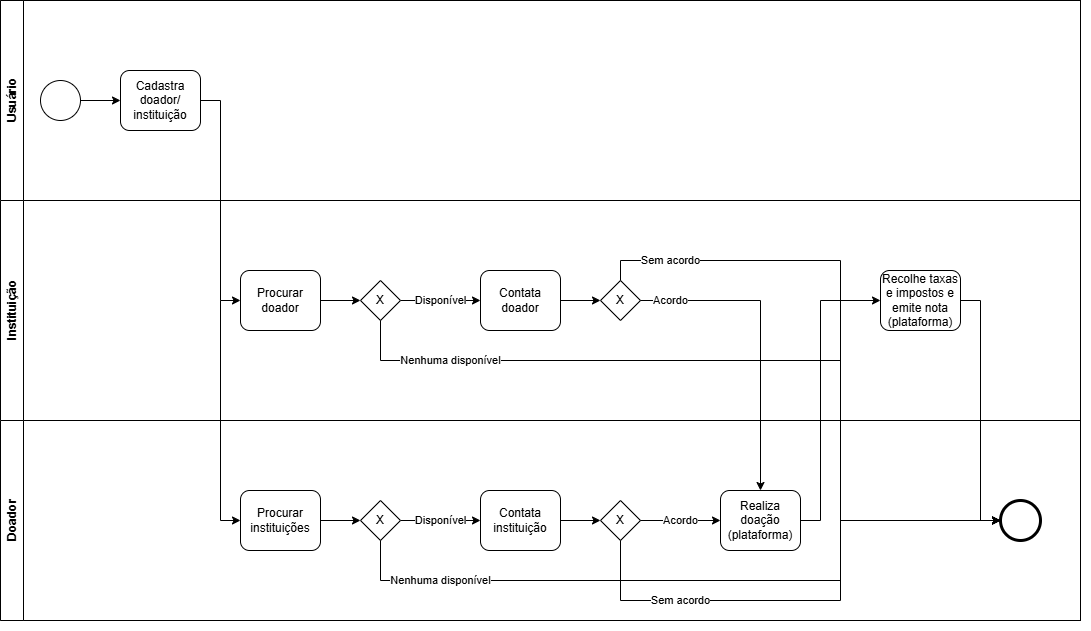 Usuário
Cadastra
doador/
instituição
Instituição
Procurar
doador
X
Disponível
Contata
doador
X
Sem acordo
Acordo
Recolhe taxas
e impostos e
emite nota
(plataforma)
Nenhuma disponível
Doador
Procurar
instituições
X
Disponível
Contata
instituição
X
Acordo
Realiza
doação
(plataforma)
Nenhuma disponível
Sem acordo